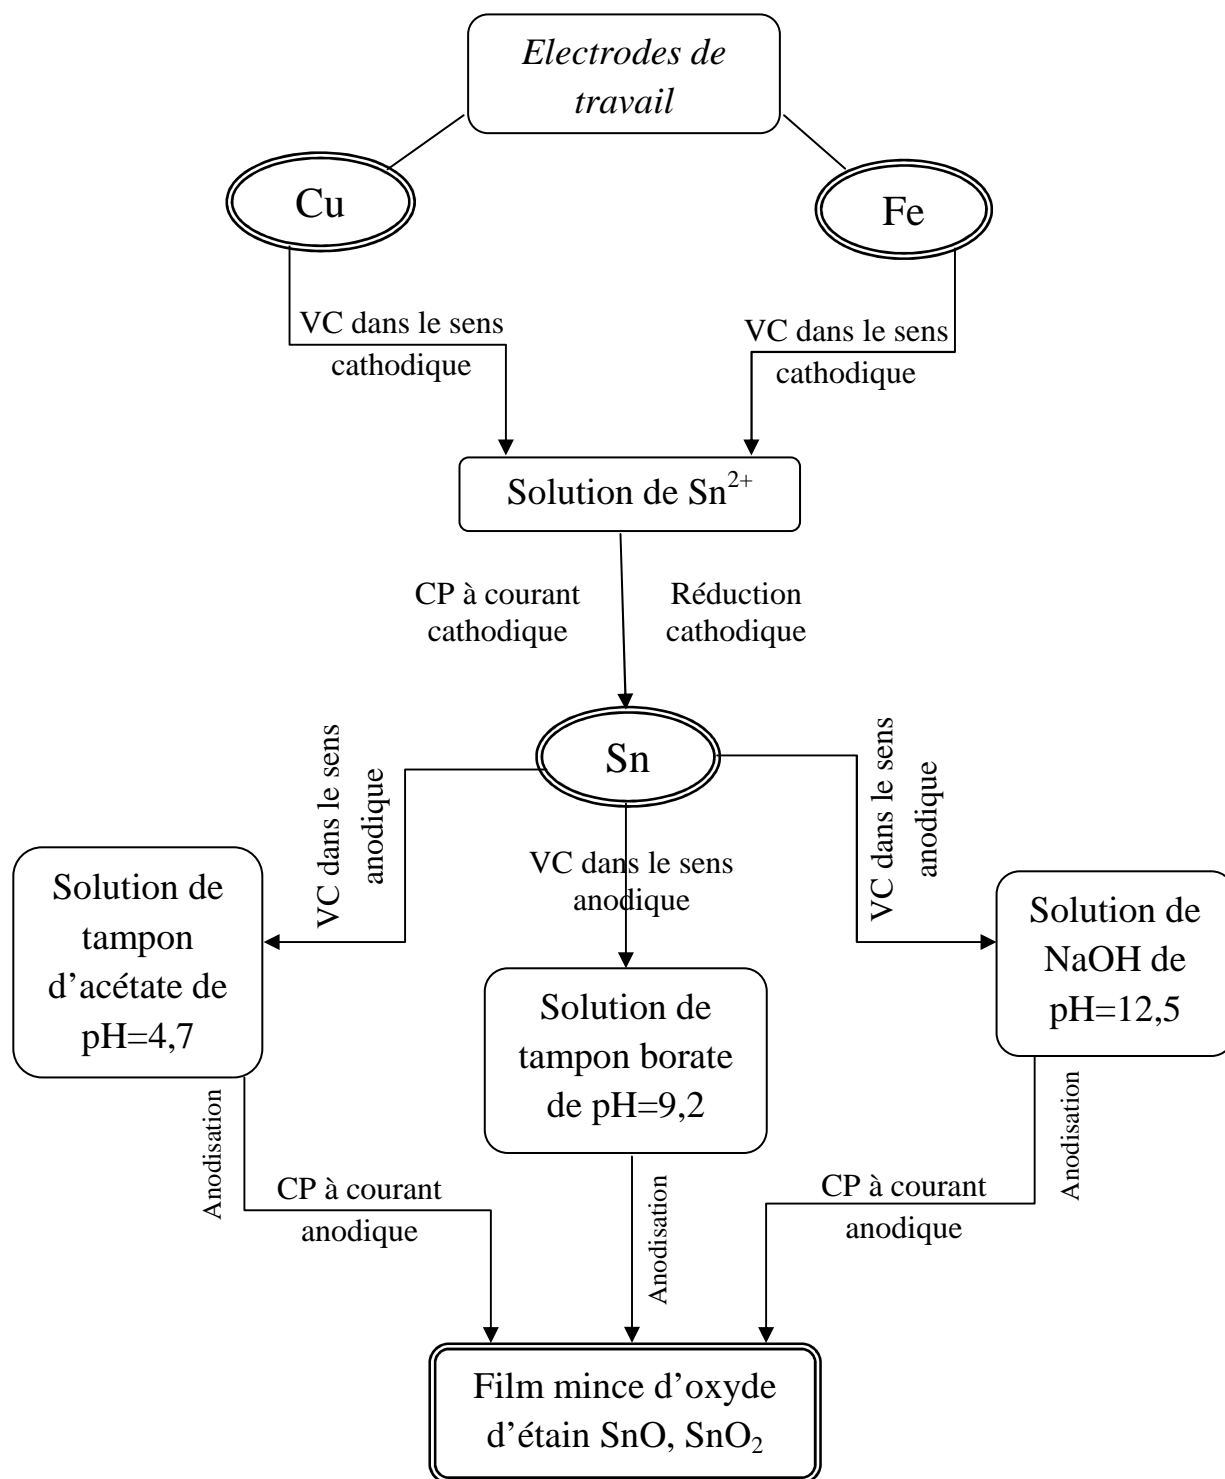 Electrodes de
travail
Cu
Fe
VC dans le sens
cathodique
VC dans le sens
cathodique
Solution de Sn²⁺
CP à courant
cathodique
Réduction
cathodique
Sn
VC dans le sens
anodique
VC dans le sens
anodique
VC dans le sens
anodique
Solution de
tampon
d’acétate de
pH=4,7
Solution de
tampon borate
de pH=9,2
Solution de
NaOH de
pH=12,5
Anodisation
CP à courant
anodique
Anodisation
CP à courant
anodique
Anodisation
Film mince d’oxyde
d’étain SnO, SnO₂